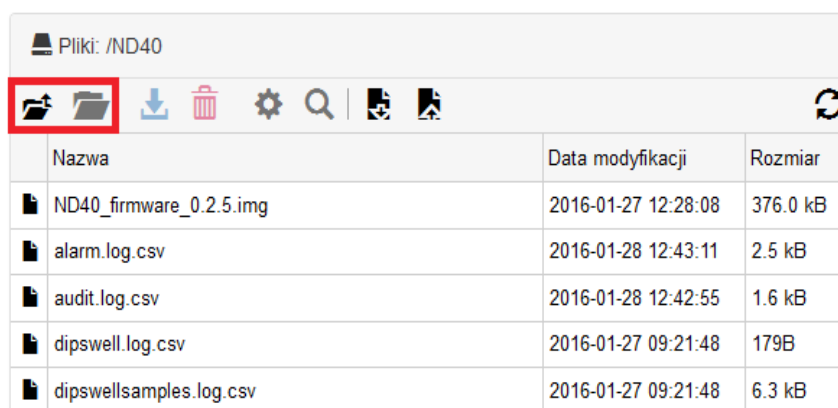 Pliki: /ND40
Nazwa Data modyfikacji Rozmiar
ND40_firmware_0.2.5.img 2016-01-27 12:28:08 376.0 kB
alarm.log.csv 2016-01-28 12:43:11 2.5 kB
audit.log.csv 2016-01-28 12:42:55 1.6 kB
dipswell.log.csv 2016-01-27 09:21:48 179B
dipswellsamples.log.csv 2016-01-27 09:21:48 6.3 kB